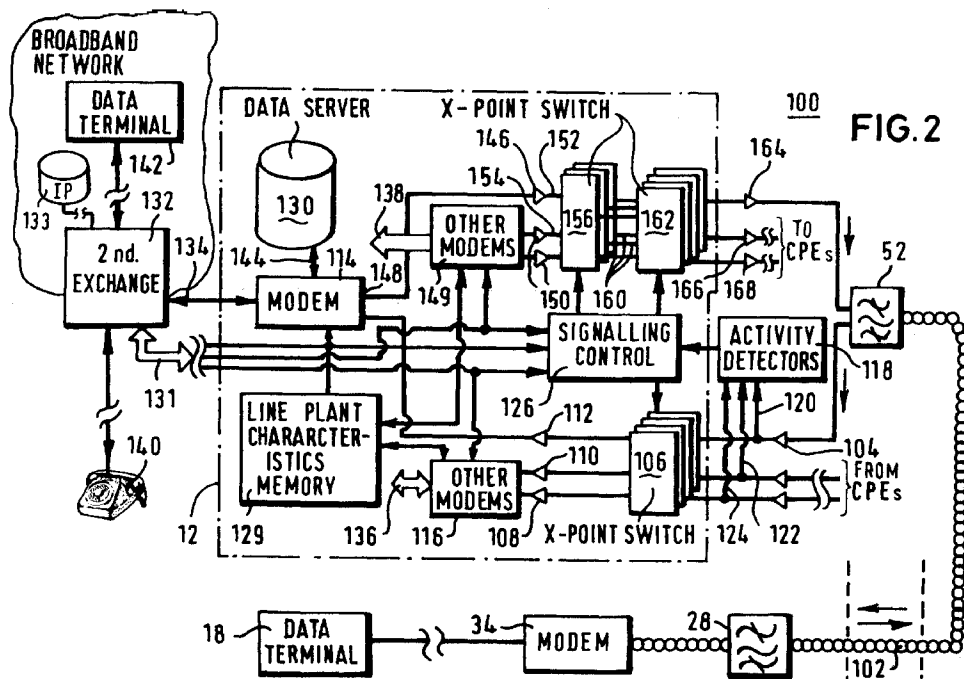 BROADBAND
NETWORK
DATA
TERMINAL
142
IP
133
132
134
2nd.
EXCHANGE
131
140
DATA SERVER
130
144
114
MODEM
148
138
OTHER
MODEMS
149
146
152
154
150
X-POINT SWITCH
156
160
162
166
168
164
TO
CPEs
100
FIG.2
52
SIGNALLING
CONTROL
126
ACTIVITY
DETECTORS
118
120
104
FROM
CPEs
122
124
106
X-POINT SWITCH
112
110
108
LINE PLANT
CHARARCTER-
ISTICS
MEMORY
129
12
136
OTHER
MODEMS
116
18
DATA
TERMINAL
34
MODEM
28
102